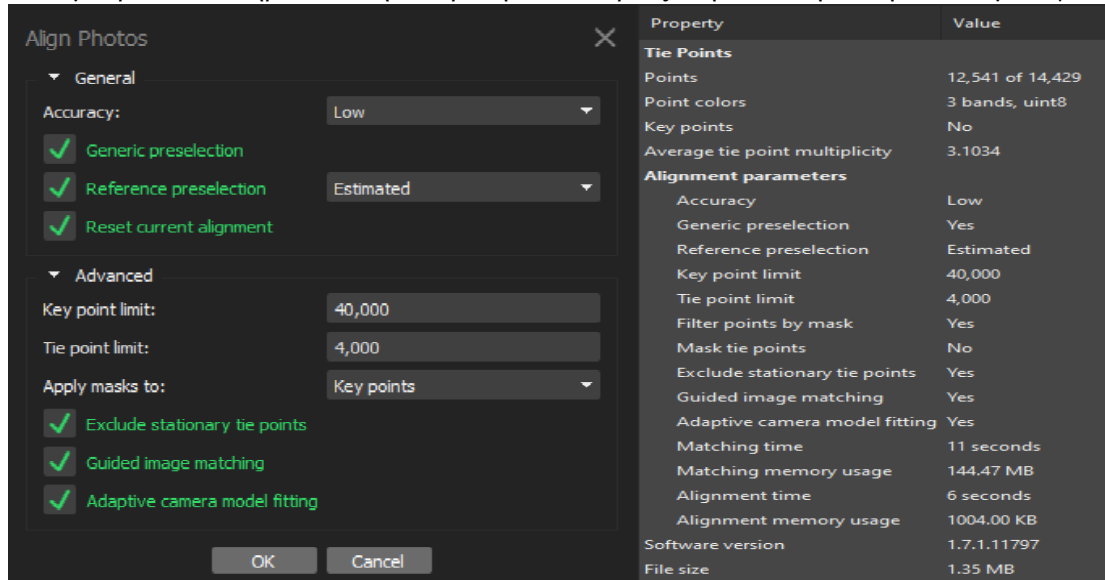 Align Photos
General
Accuracy: Low
Generic preselection
Reference preselection Estimated
Reset current alignment
Advanced
Key point limit: 40,000
Tie point limit: 4,000
Apply masks to: Key points
Exclude stationary tie points
Guided image matching
Adaptive camera model fitting
OK Cancel
Property Value
Tie Points
Points 12,541 of 14,429
Point colors 3 bands, uint8
Key points No
Average tie point multiplicity 3.1034
Alignment parameters
Accuracy Low
Generic preselection Yes
Reference preselection Estimated
Key point limit 40,000
Tie point limit 4,000
Filter points by mask Yes
Mask tie points No
Exclude stationary tie points Yes
Guided image matching Yes
Adaptive camera model fitting Yes
Matching time 11 seconds
Matching memory usage 144.47 MB
Alignment time 6 seconds
Alignment memory usage 1004.00 KB
Software version 1.7.1.11797
File size 1.35 MB